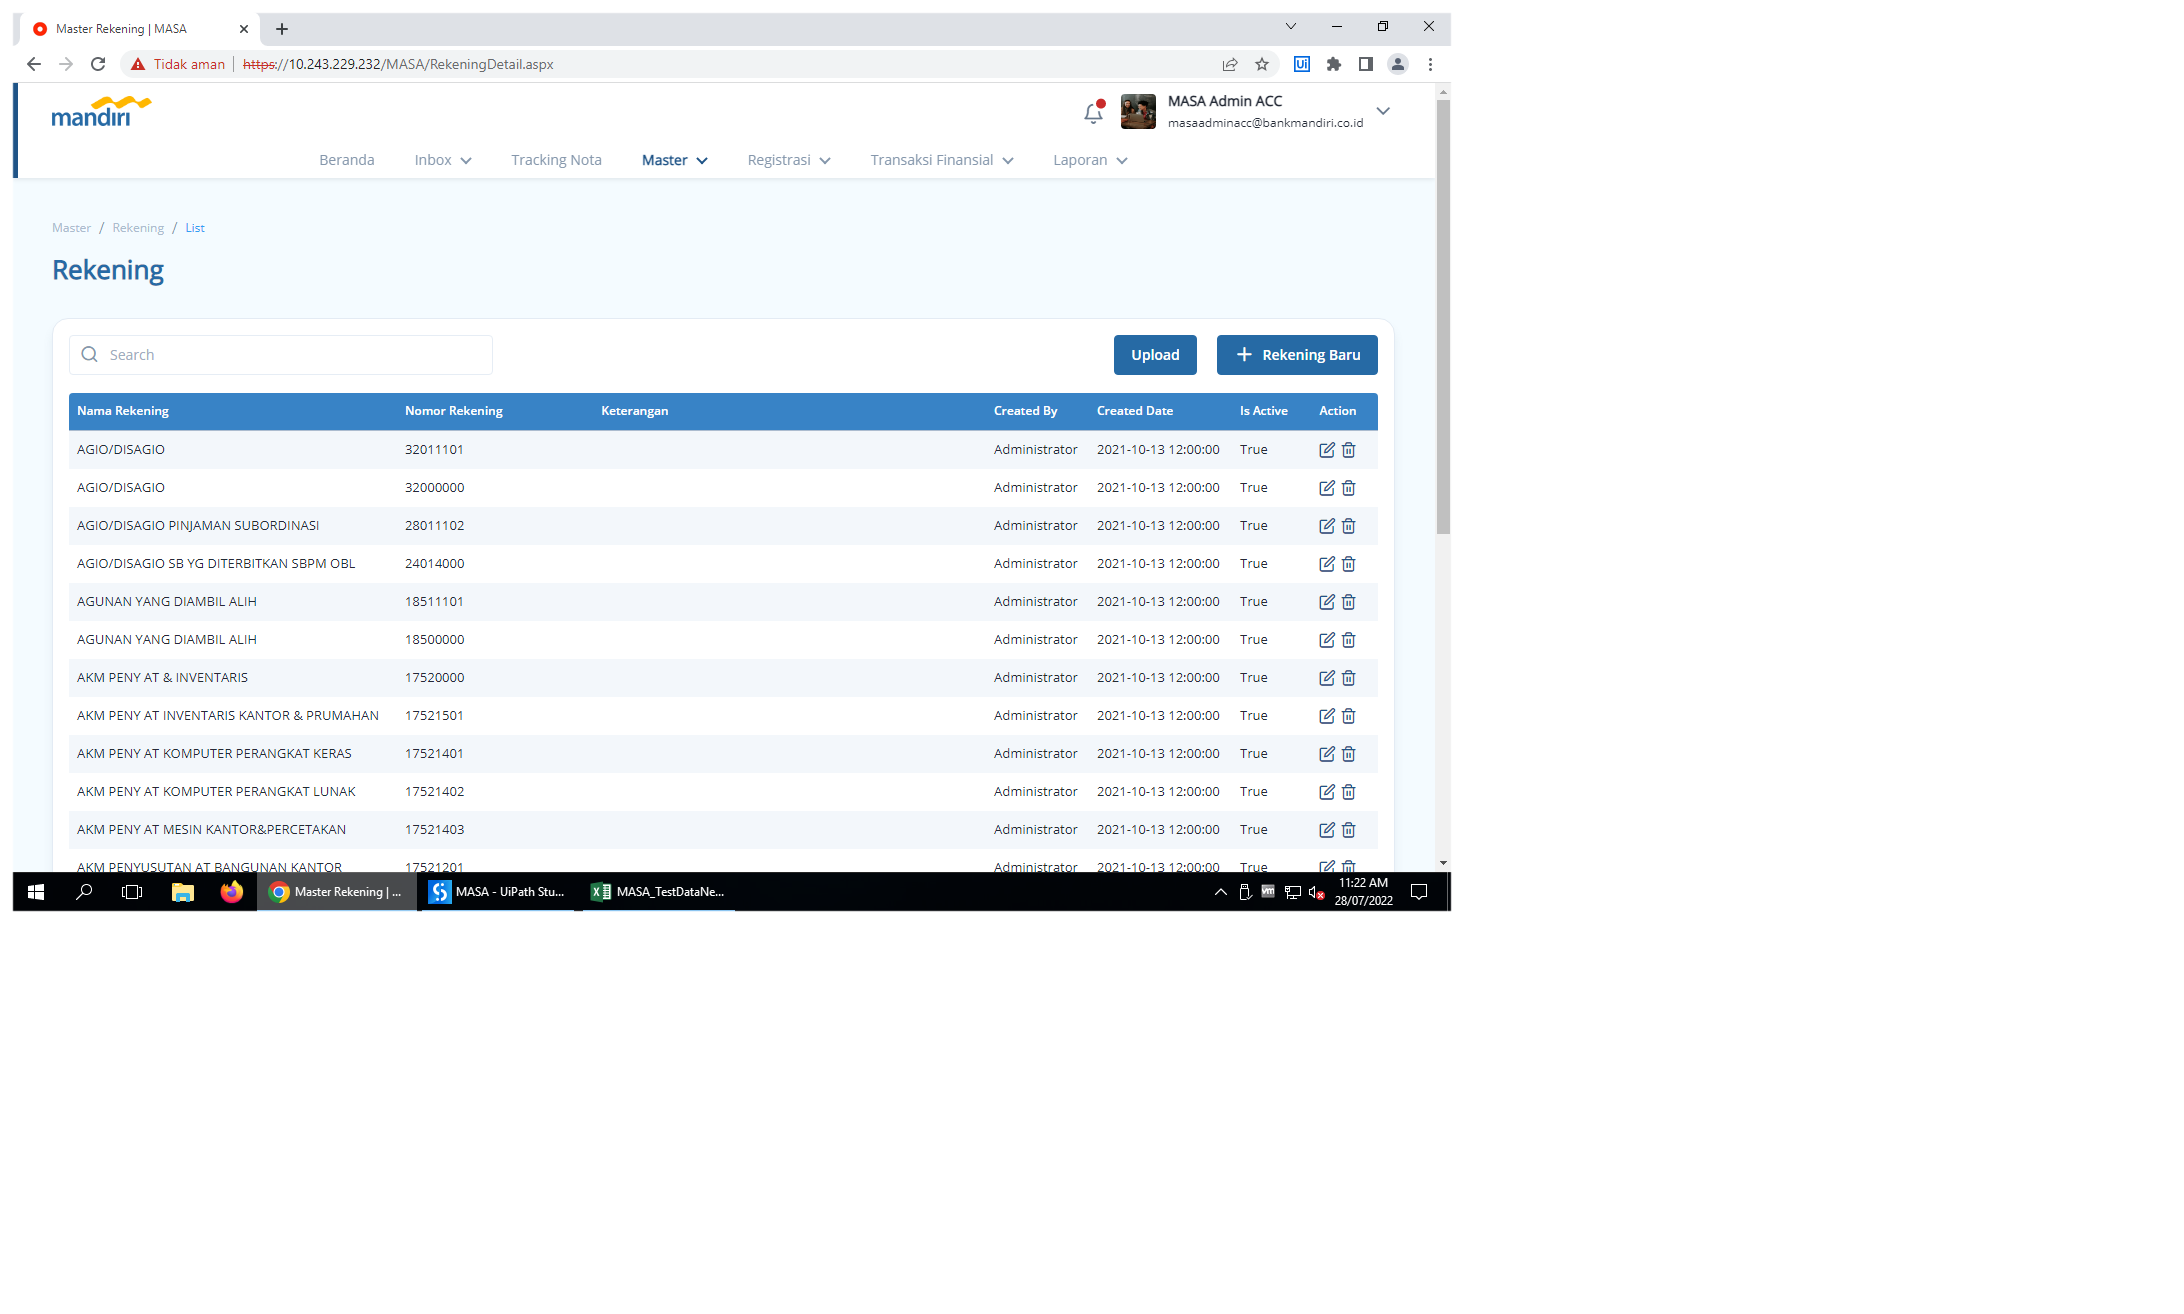 Master Rekening | MASA
Tidak aman
https://10.243.229.232/MASA/RekeningDetail.aspx
Ui
mandiri
MASA Admin ACC
masaadminacc@bankmandiri.co.id
Beranda Inbox Tracking Nota Master Registrasi Transaksi Finansial Laporan
Master / Rekening / List
Rekening
Search Upload Rekening Baru
Nama Rekening Nomor Rekening Keterangan Created By Created Date Is Active Action
AGIO/DISAGIO 32011101 Administrator 2021-10-13 12:00:00 True
AGIO/DISAGIO 32000000 Administrator 2021-10-13 12:00:00 True
AGIO/DISAGIO PINJAMAN SUBORDINASI 28011102 Administrator 2021-10-13 12:00:00 True
AGIO/DISAGIO SB YG DITERBITKAN SBPM OBL 24014000 Administrator 2021-10-13 12:00:00 True
AGUNAN YANG DIAMBIL ALIH 18511101 Administrator 2021-10-13 12:00:00 True
AGUNAN YANG DIAMBIL ALIH 18500000 Administrator 2021-10-13 12:00:00 True
AKM PENY AT & INVENTARIS 17520000 Administrator 2021-10-13 12:00:00 True
AKM PENY AT INVENTARIS KANTOR & PRUMAHAN 17521501 Administrator 2021-10-13 12:00:00 True
AKM PENY AT KOMPUTER PERANGKAT KERAS 17521401 Administrator 2021-10-13 12:00:00 True
AKM PENY AT KOMPUTER PERANGKAT LUNAK 17521402 Administrator 2021-10-13 12:00:00 True
AKM PENY AT MESIN KANTOR&PERCETAKAN 17521403 Administrator 2021-10-13 12:00:00 True
AKM PENYUSUTAN AT BANGUNAN KANTOR 17521201 Administrator 2021-10-13 12:00:00 True
Master Rekening | ... MASA - UiPath Stu... MASA_TestDataNe... vm 11:22 AM
28/07/2022